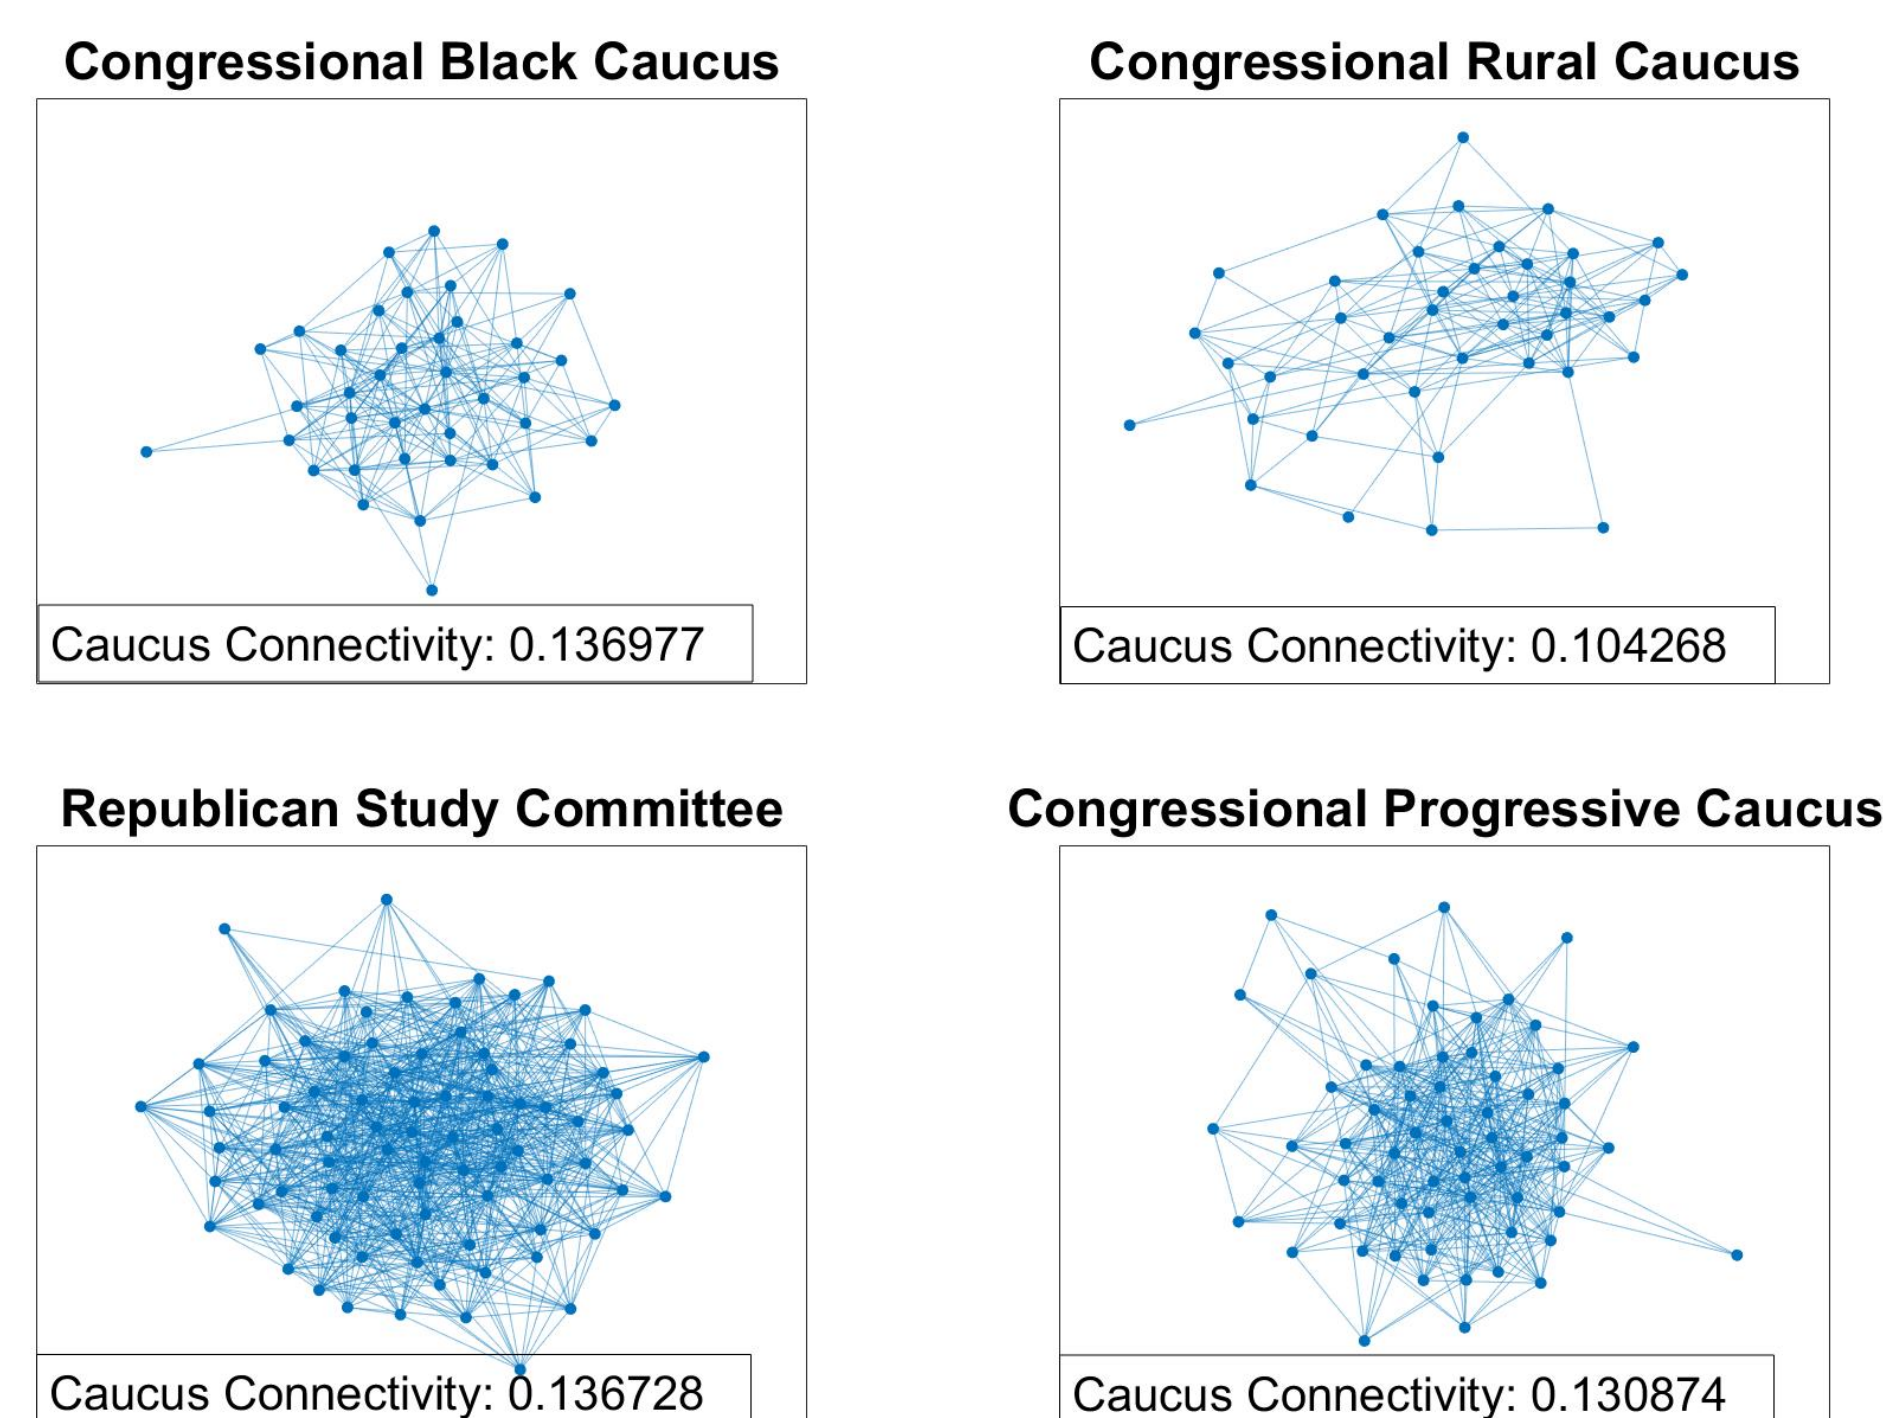 Congressional Black Caucus
Congressional Rural Caucus
Caucus Connectivity: 0.136977
Caucus Connectivity: 0.104268
Republican Study Committee
Congressional Progressive Caucus
Caucus Connectivity: 0.136728
Caucus Connectivity: 0.130874